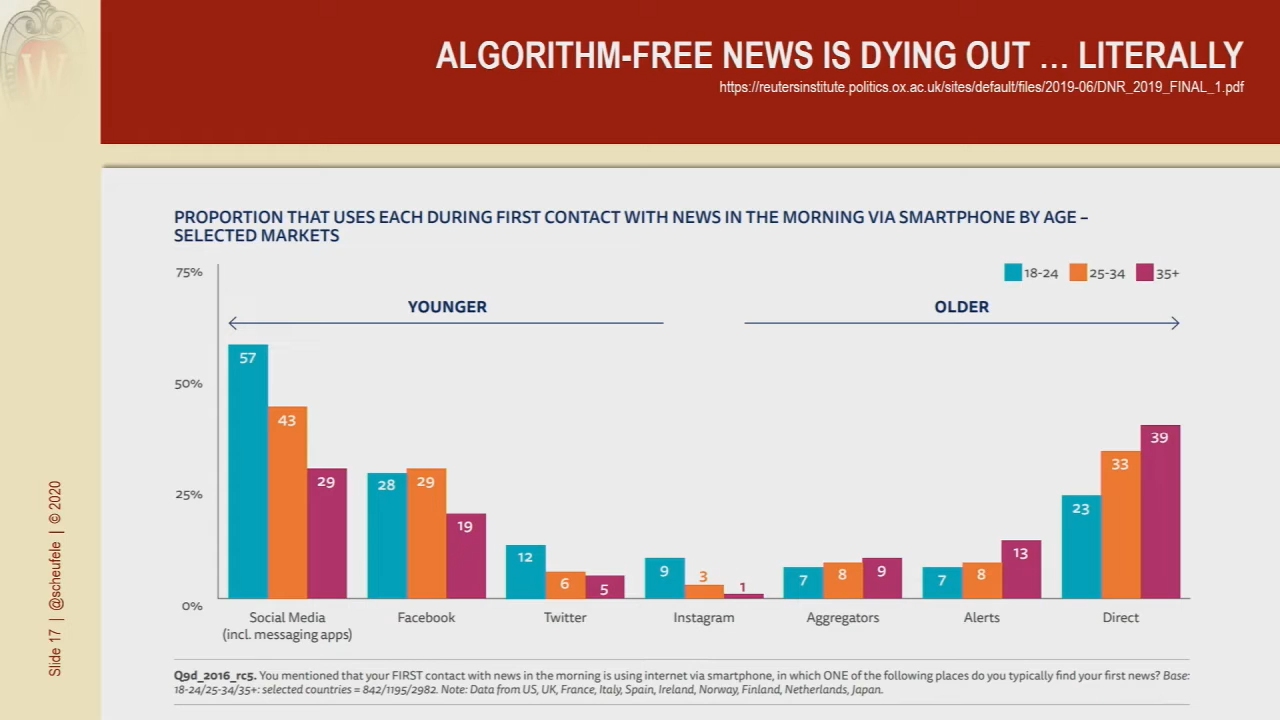 W
ALGORITHM-FREE NEWS IS DYING OUT ... LITERALLY
https://reutersinstitute.politics.ox.ac.uk/sites/default/files/2019-06/DNR_2019_FINAL_1.pdf
PROPORTION THAT USES EACH DURING FIRST CONTACT WITH NEWS IN THE MORNING VIA SMARTPHONE BY AGE –
SELECTED MARKETS
75%
18-24 25-34 35+
YOUNGER OLDER
50%
25%
0%
57 43 29
28 29 19
12 6 5
9 3 1
7 8 9
7 8 13
23 33 39
Social Media
(incl. messaging apps)
Facebook
Twitter
Instagram
Aggregators
Alerts
Direct
Q9d_2016_rc5. You mentioned that your FIRST contact with news in the morning is using internet via smartphone, in which ONE of the following places do you typically find your first news? Base:
18-24/25-34/35+: selected countries = 842/1195/2982. Note: Data from US, UK, France, Italy, Spain, Ireland, Norway, Finland, Netherlands, Japan.
Slide 17 | @scheufele | © 2020